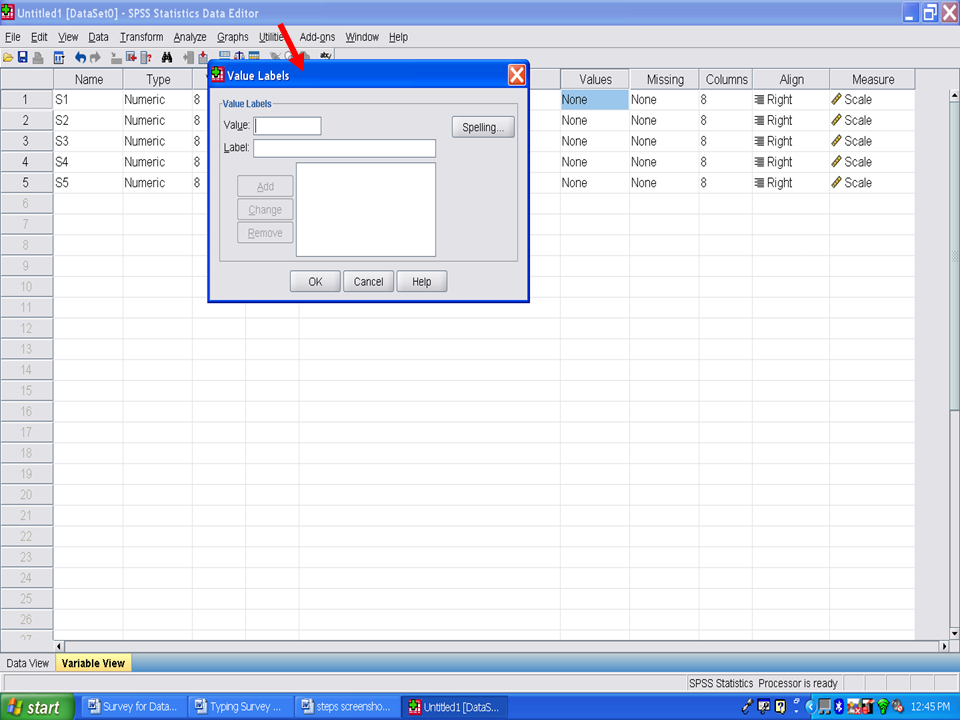 Untitled1 [DataSet0] - SPSS Statistics Data Editor
File Edit View Data Transform Analyze Graphs Utilitie Add-ons Window Help
Name Type Values Missing Columns Align Measure
1 S1 Numeric 8 None None 8 Right Scale
2 S2 Numeric 8 None None 8 Right Scale
3 S3 Numeric 8 None None 8 Right Scale
4 S4 Numeric 8 None None 8 Right Scale
5 S5 Numeric 8 None None 8 Right Scale
6
7
8
9
10
11
12
13
14
15
16
17
18
19
20
21
22
23
24
25
26
27
Value Labels
Value Labels
Value:
Spelling...
Label:
Add
Change
Remove
OK Cancel Help
Data View Variable View
SPSS Statistics Processor is ready
start Survey for Data... Typing Survey ... steps screensho... Untitled1 [DataS... 12:45 PM